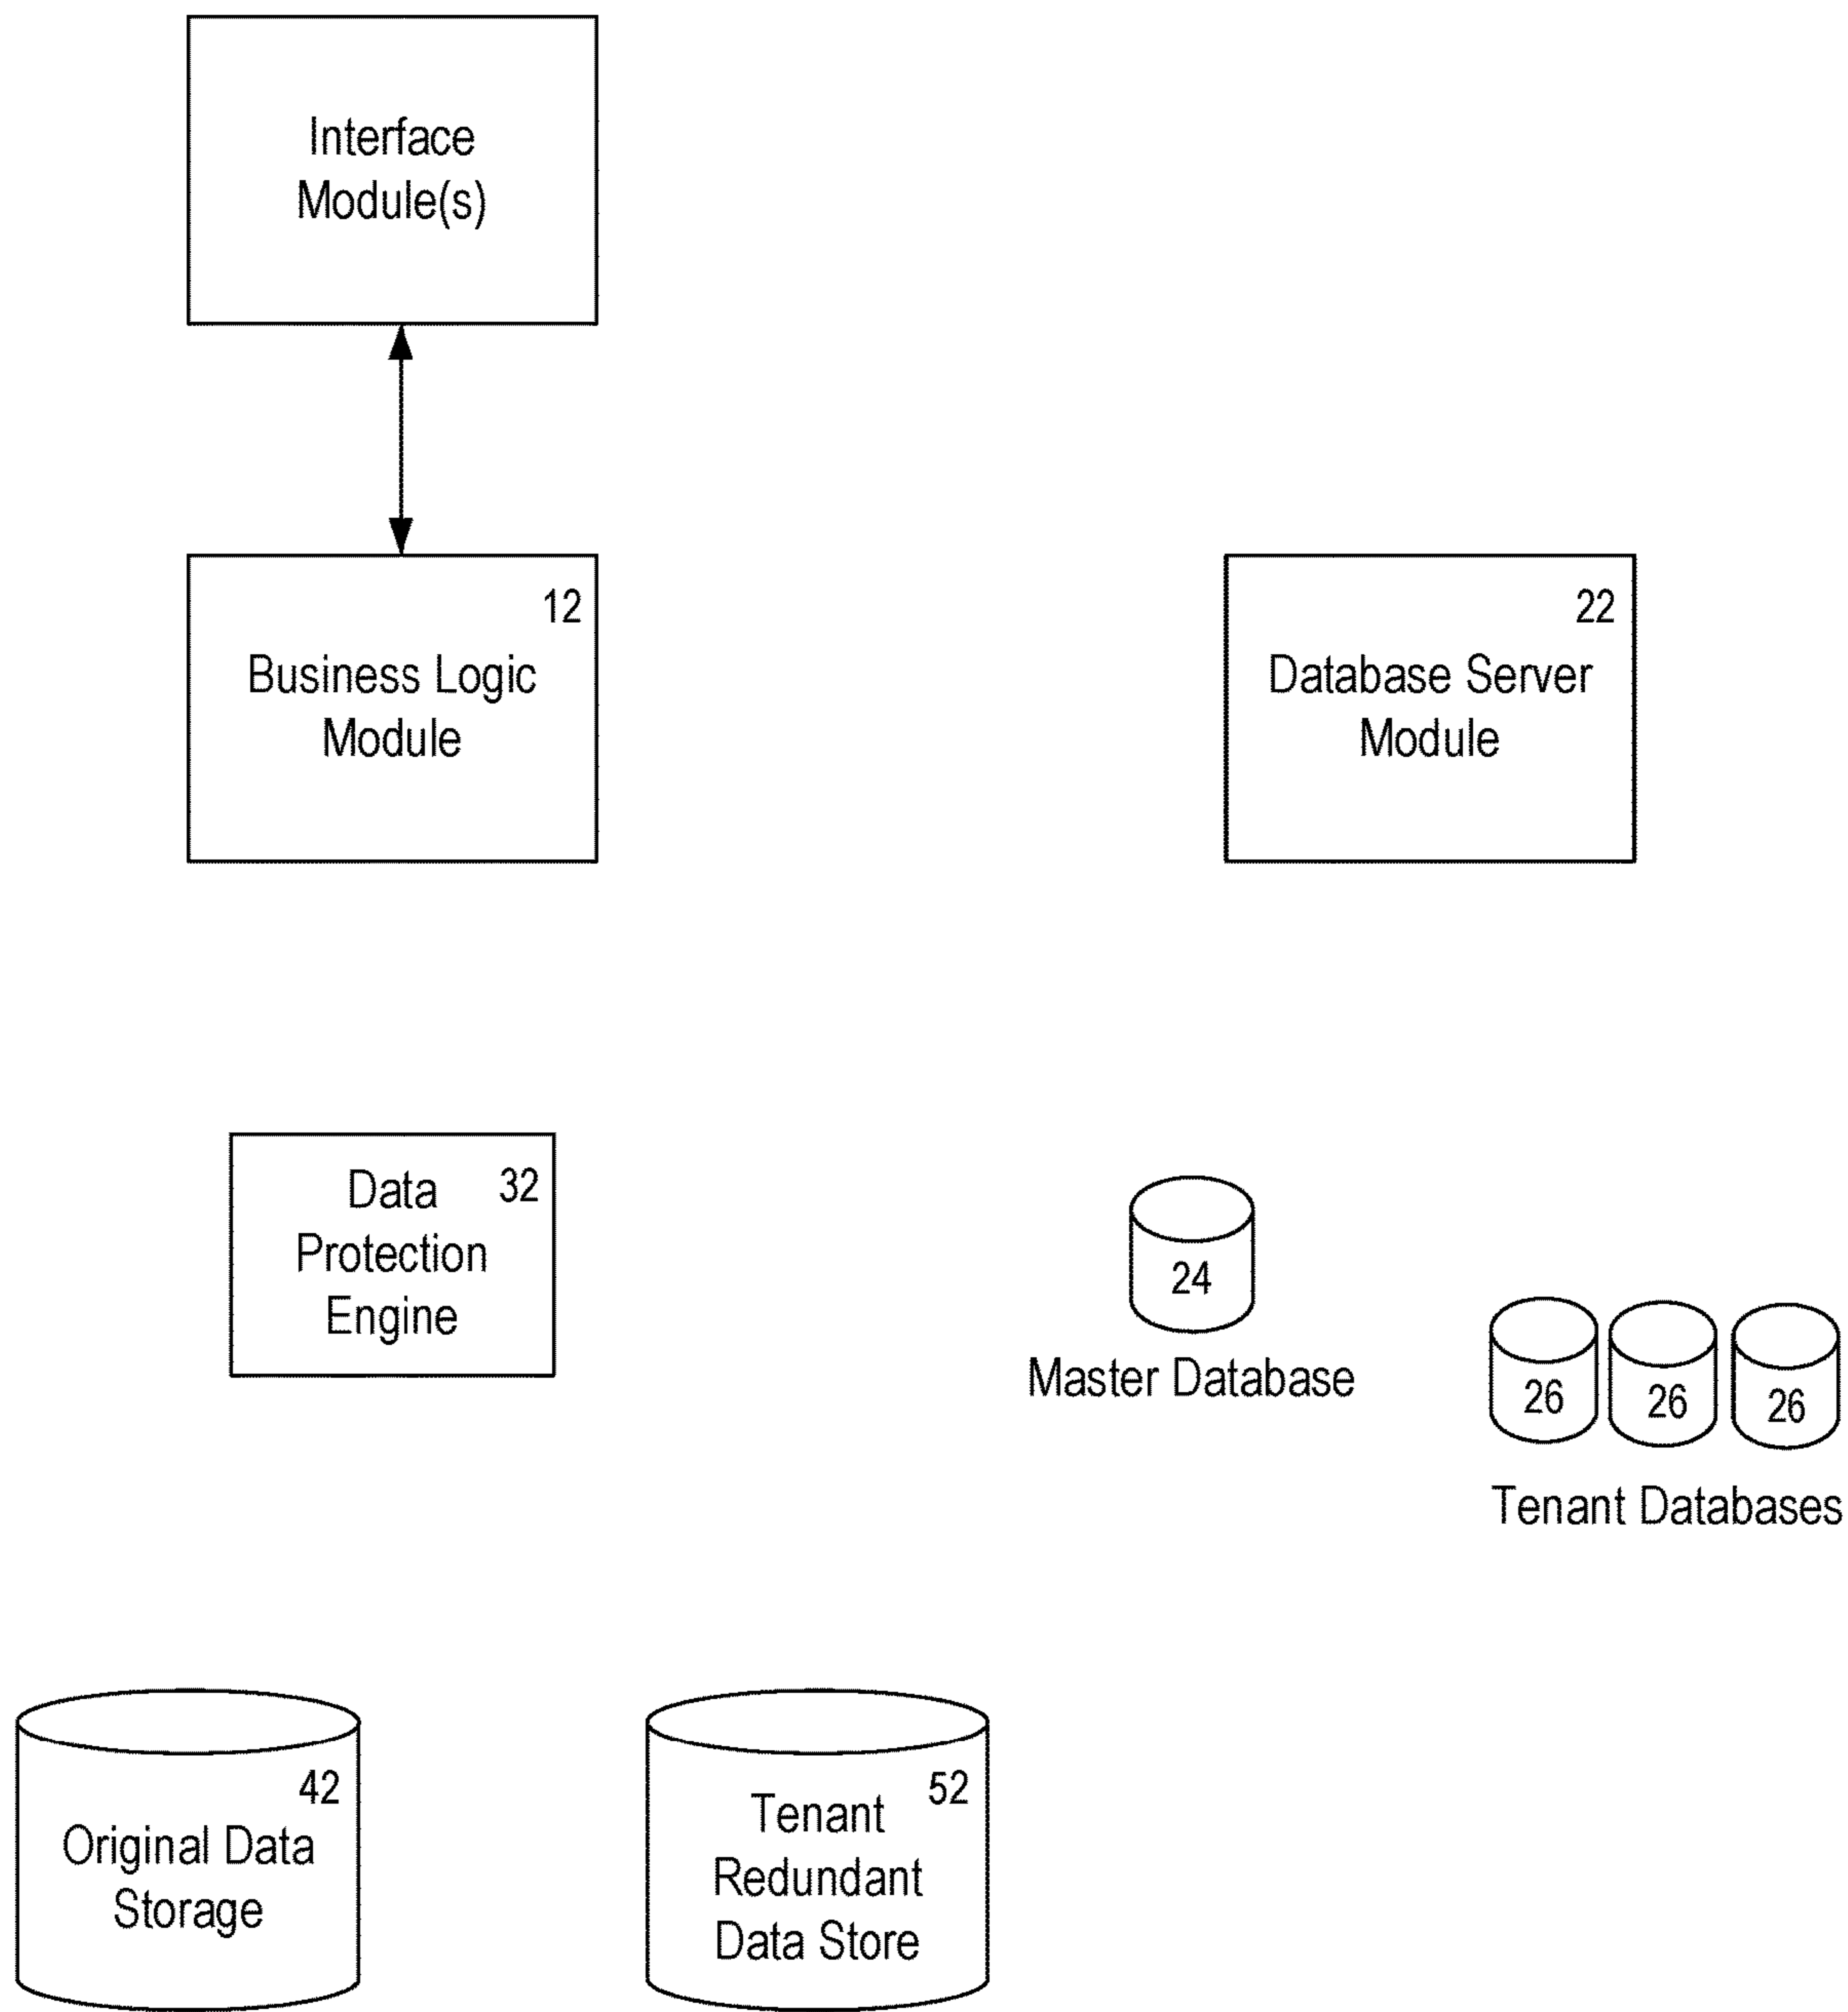 Interface
Module(s)
12
Business Logic
Module
22
Database Server
Module
Data
32
Protection
Engine
24
Master Database
26
26
26
Tenant Databases
42
Original Data
Storage
52
Tenant
Redundant
Data Store